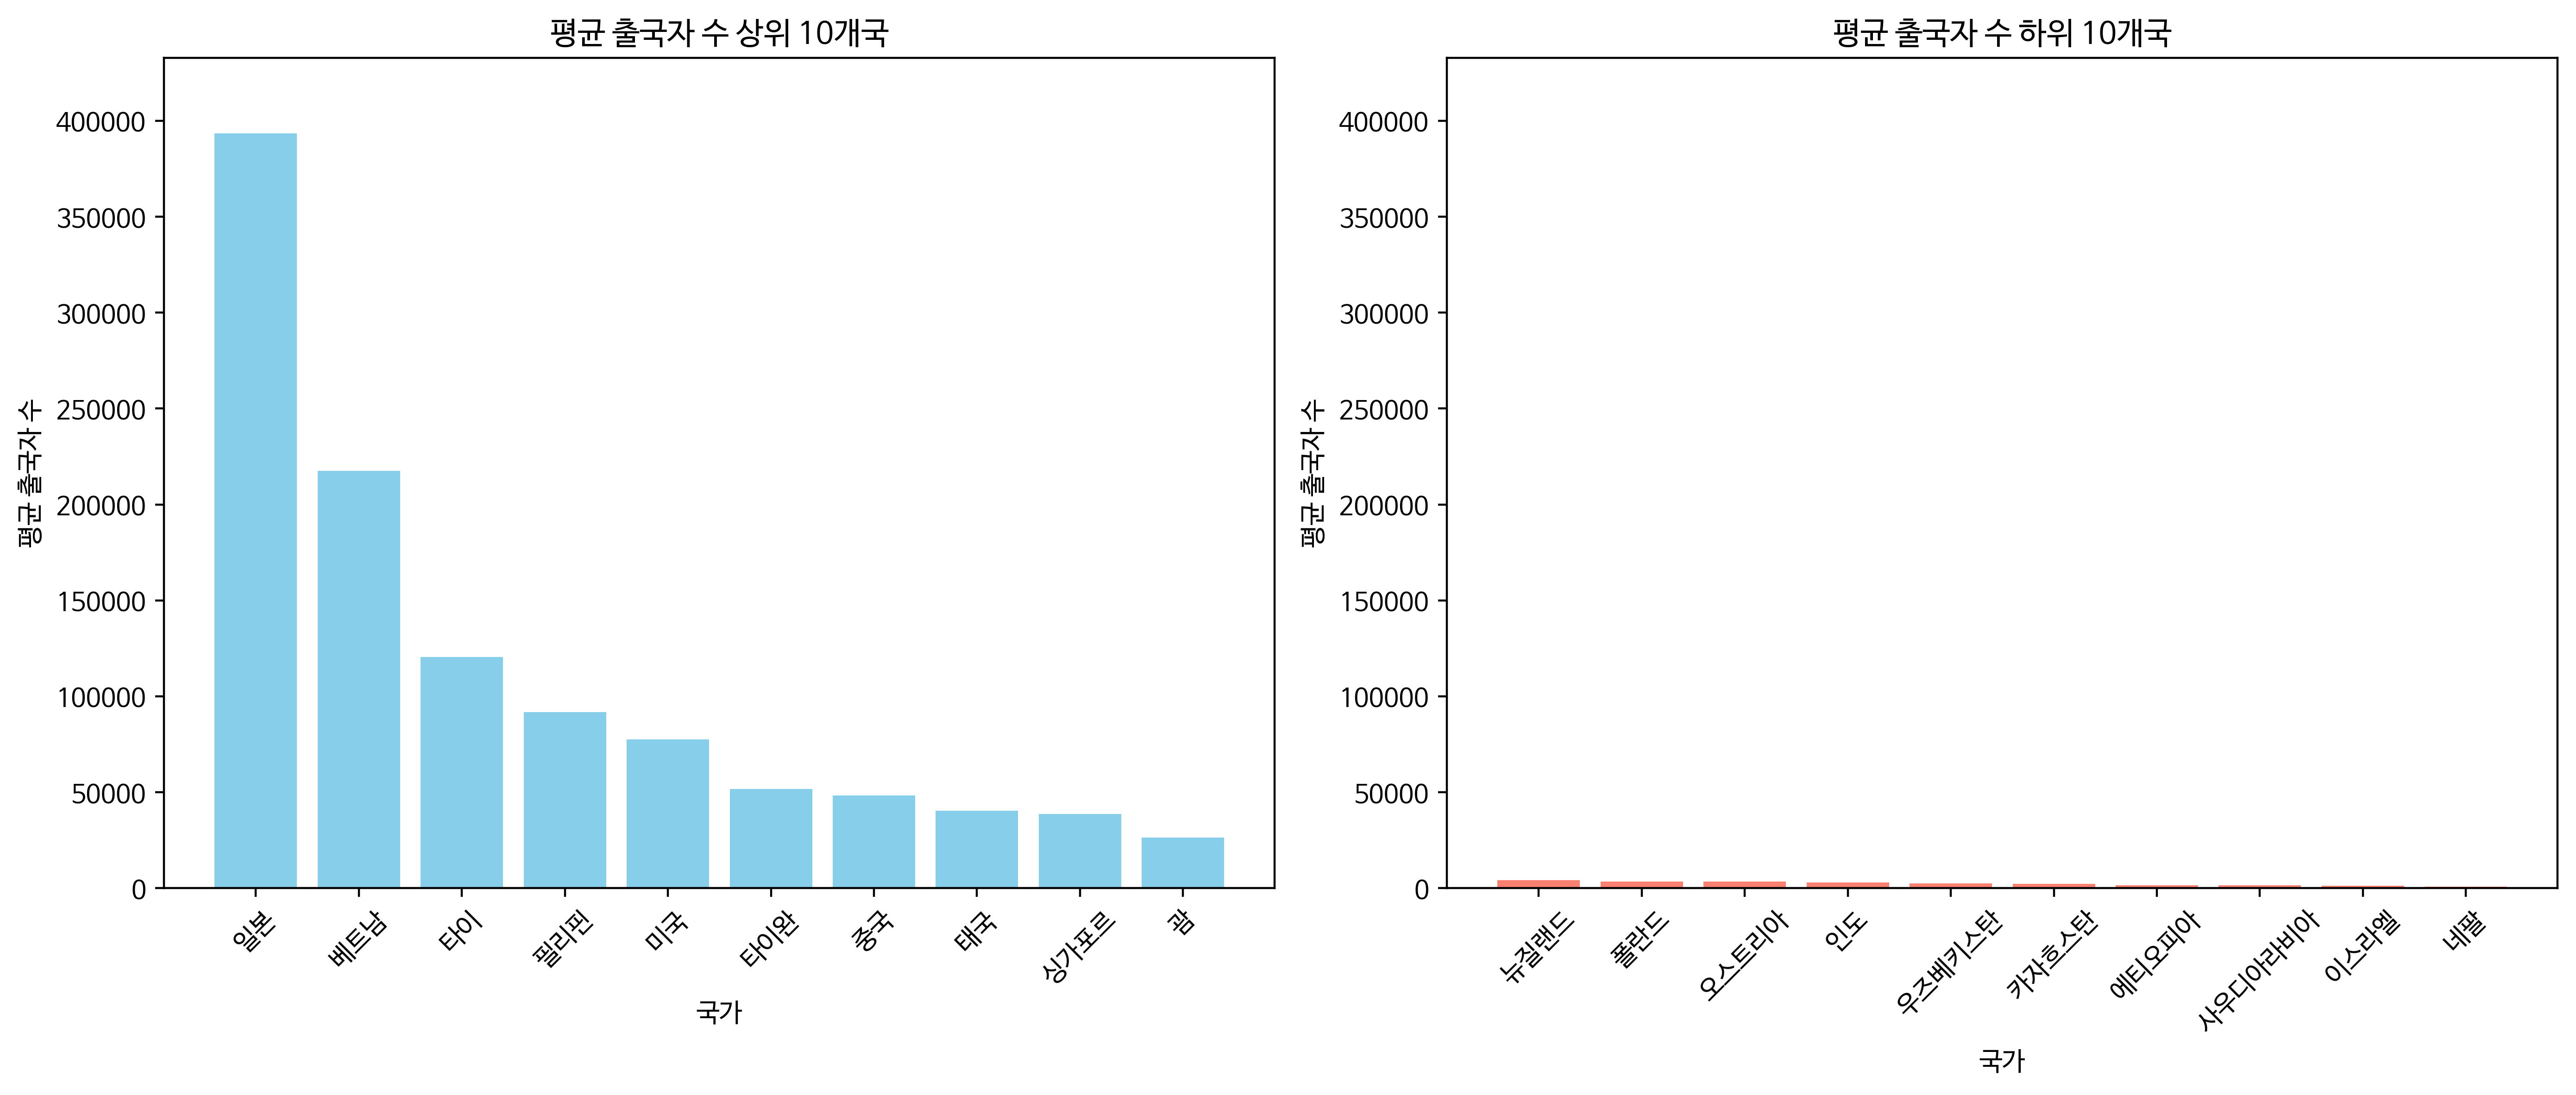 평균 출국자 수 상위 10개국
평균 출국자 수
400000
350000
300000
250000
200000
150000
100000
50000
0
일본
베트남
타이
필리핀
미국
타이완
중국
태국
싱가포르
괌
국가
평균 출국자 수 하위 10개국
평균 출국자 수
400000
350000
300000
250000
200000
150000
100000
50000
0
뉴질랜드
폴란드
오스트리아
인도
우즈베키스탄
카자흐스탄
에티오피아
사우디아라비아
이스라엘
네팔
국가